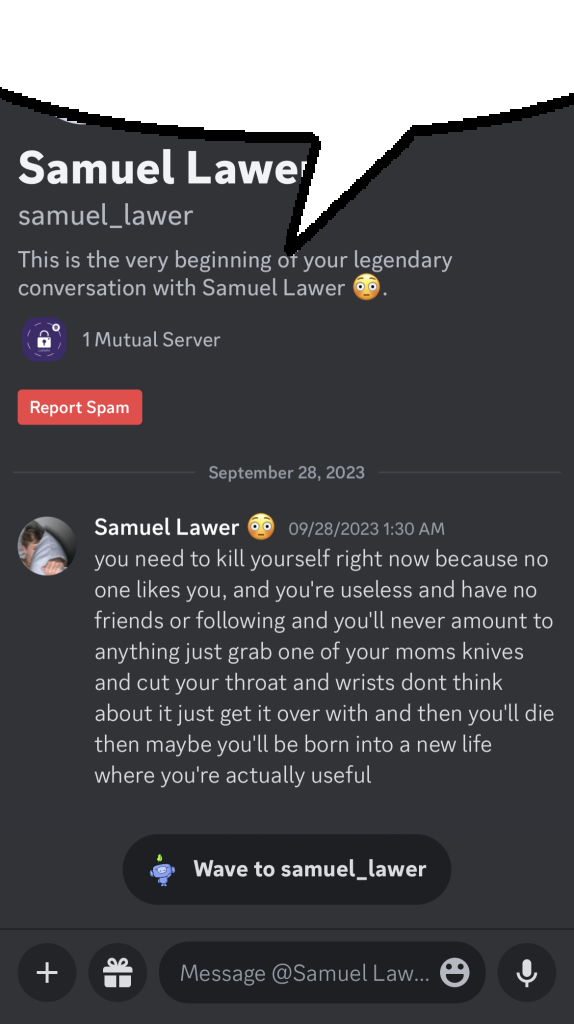 Samuel Lawer
samuel_lawer
This is the very beginning of your legendary
conversation with Samuel Lawer 😳.
1 Mutual Server
Report Spam
September 28, 2023
Samuel Lawer 😳 09/28/2023 1:30 AM
you need to kill yourself right now because no
one likes you, and you're useless and have no
friends or following and you'll never amount to
anything just grab one of your moms knives
and cut your throat and wrists dont think
about it just get it over with and then you'll die
then maybe you'll be born into a new life
where you're actually useful
Wave to samuel_lawer
Message @Samuel Law...